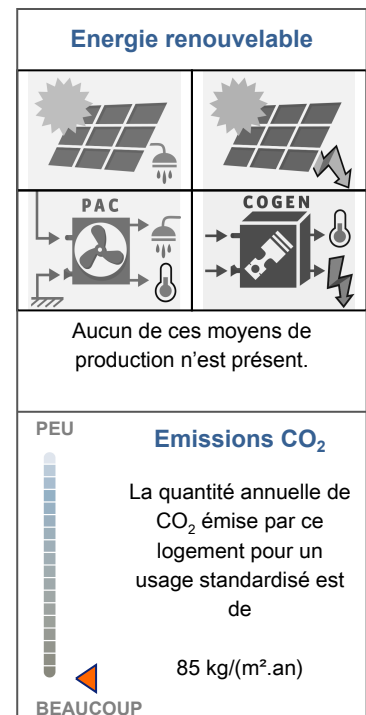 Energie renouvelable
PAC
COGEN
Aucun de ces moyens de
production n'est présent.
PEU
Emissions CO₂
La quantité annuelle de
CO₂ émise par ce
logement pour un
usage standardisé est
de
85 kg/(m².an)
BEAUCOUP